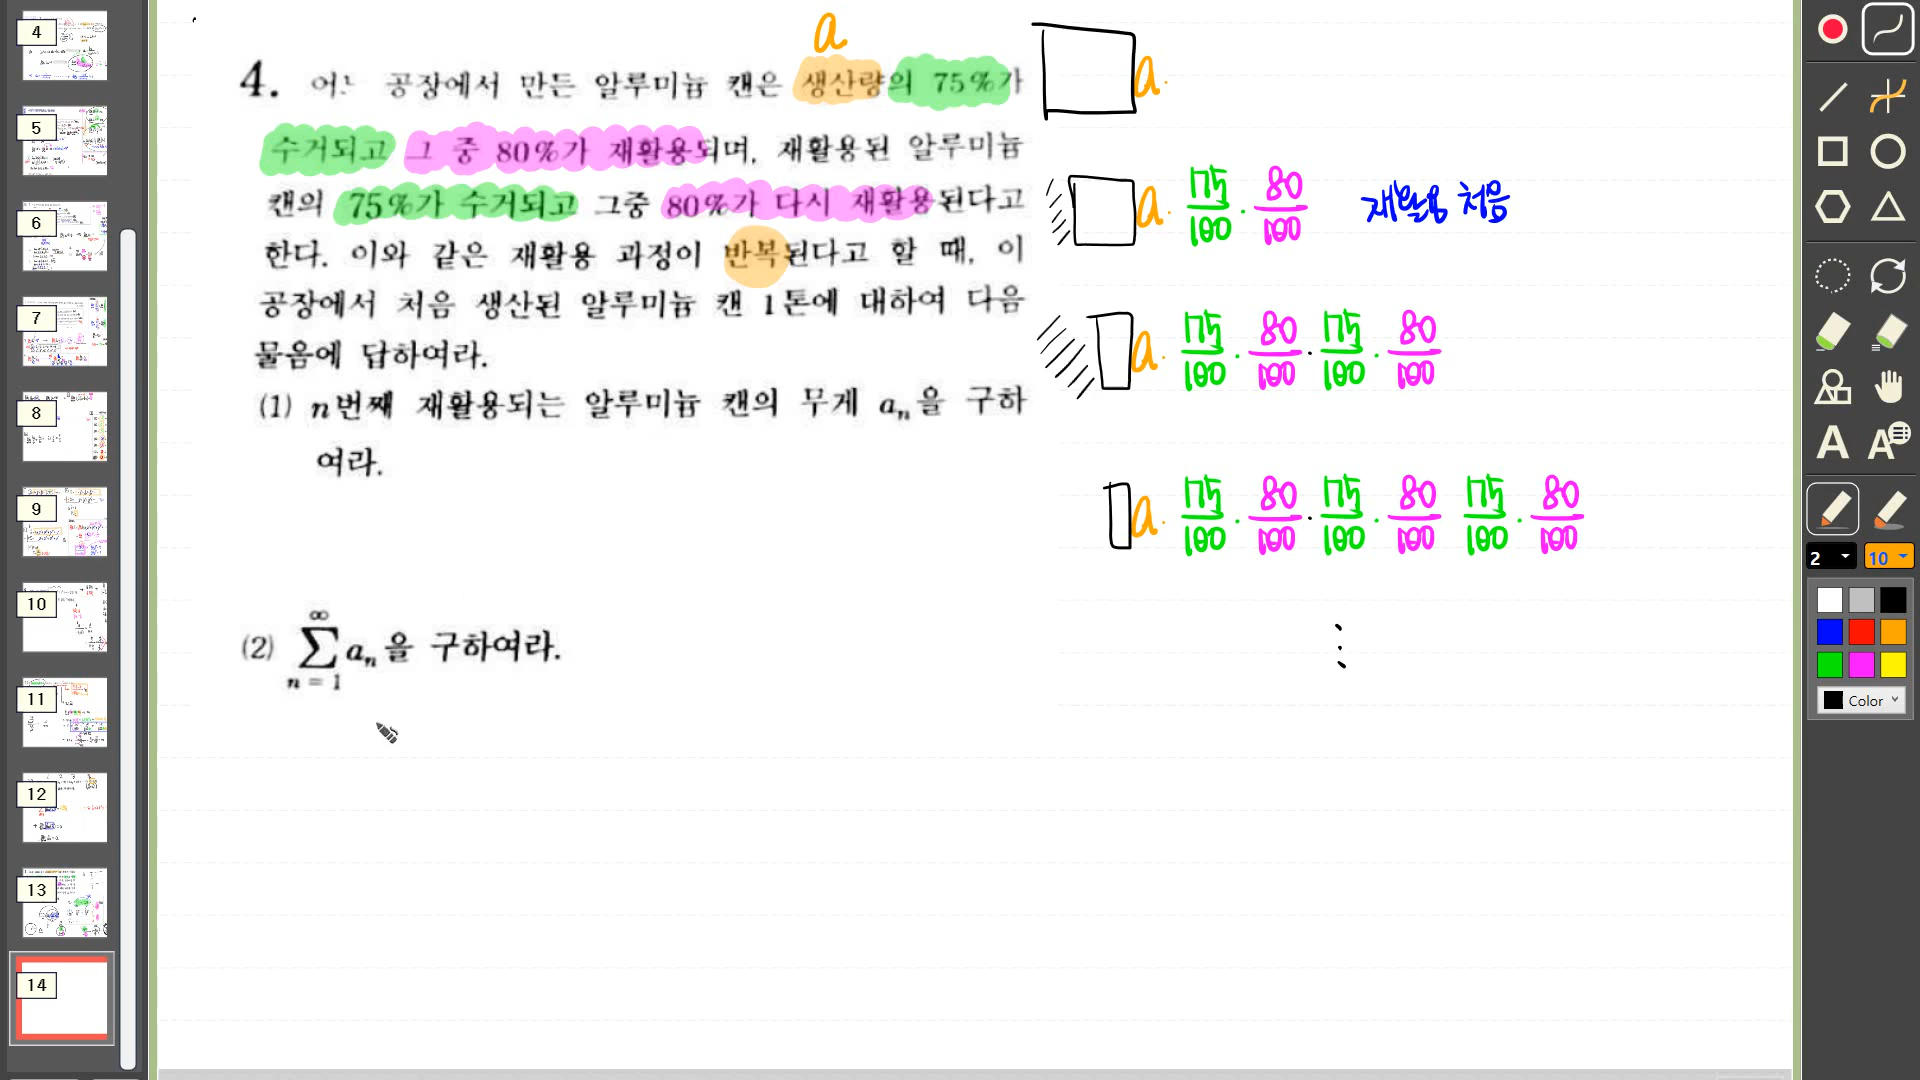 4
5
6
7
8
9
10
11
12
13
14
a
4. 어느 공장에서 만든 알루미늄 캔은 생산량의 75%가
수거되고 그 중 80%가 재활용되며, 재활용된 알루미늄
캔의 75%가 수거되고 그중 80%가 다시 재활용된다고
한다. 이와 같은 재활용 과정이 반복된다고 할 때, 이
공장에서 처음 생산된 알루미늄 캔 1톤에 대하여 다음
물음에 답하여라.
(1) n번째 재활용되는 알루미늄 캔의 무게 aₙ을 구하
여라.
(2) ∑_{n=1}^{∞} aₙ을 구하여라.
a.
a. 75/100 · 80/100 재활용 처음
a. 75/100 · 80/100 · 75/100 · 80/100
a. 75/100 · 80/100 · 75/100 · 80/100 75/100 · 80/100
⋮
A A
2 10
Color